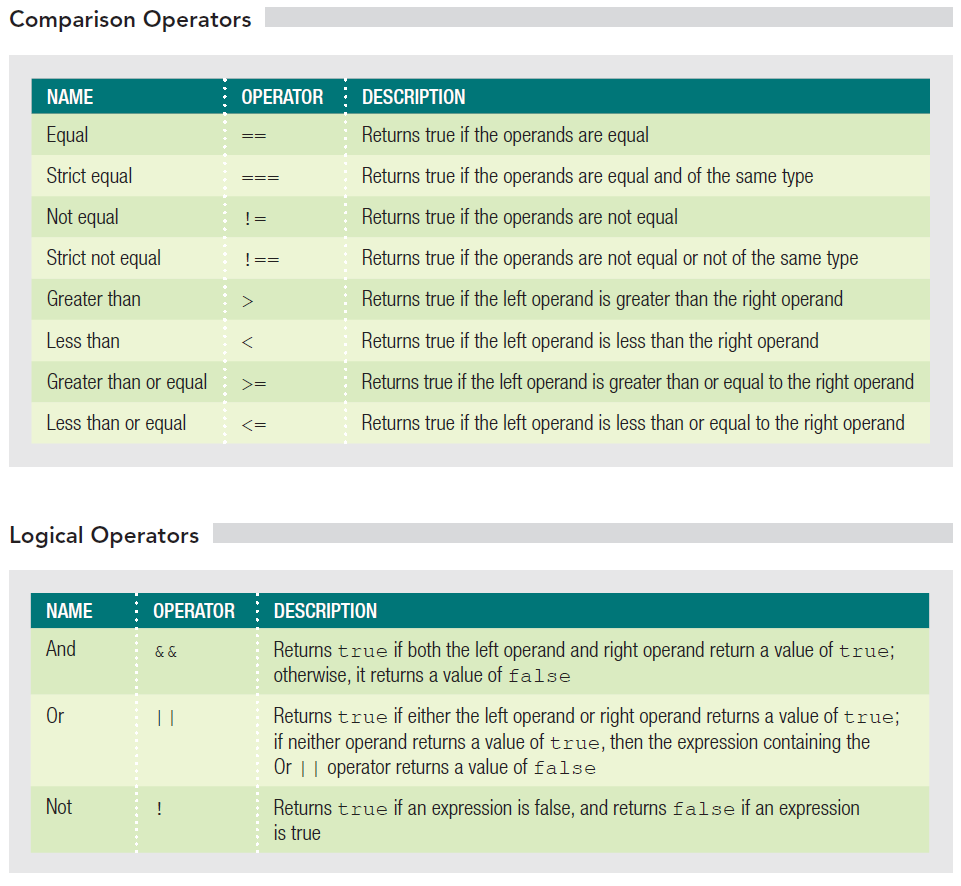 Comparison Operators
NAME OPERATOR DESCRIPTION
Equal == Returns true if the operands are equal
Strict equal === Returns true if the operands are equal and of the same type
Not equal != Returns true if the operands are not equal
Strict not equal !== Returns true if the operands are not equal or not of the same type
Greater than > Returns true if the left operand is greater than the right operand
Less than < Returns true if the left operand is less than the right operand
Greater than or equal >= Returns true if the left operand is greater than or equal to the right operand
Less than or equal <= Returns true if the left operand is less than or equal to the right operand
Logical Operators
NAME OPERATOR DESCRIPTION
And && Returns true if both the left operand and right operand return a value of true;
otherwise, it returns a value of false
Or || Returns true if either the left operand or right operand returns a value of true;
if neither operand returns a value of true, then the expression containing the
Or || operator returns a value of false
Not ! Returns true if an expression is false, and returns false if an expression
is true